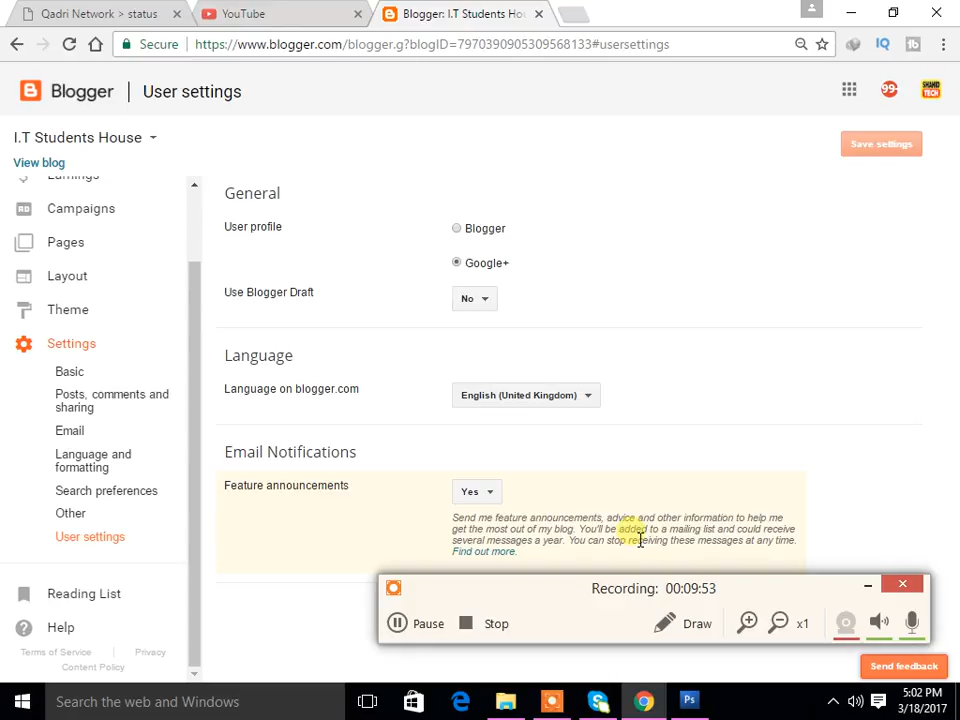 Qadri Network > status
YouTube
Blogger: I.T Students Hou
Secure
https://www.blogger.com/blogger.g?blogID=7970390905309568133#usersettings
IQ
Blogger
User settings
99+
SHAHID
TECH
I.T Students House
View blog
Save settings
Earnings
Campaigns
Pages
Layout
Theme
Settings
Basic
Posts, comments and
sharing
Email
Language and
formatting
Search preferences
Other
User settings
Reading List
Help
Terms of Service
Privacy
Content Policy
General
User profile
Blogger
Google+
Use Blogger Draft
No
Language
Language on blogger.com
English (United Kingdom)
Email Notifications
Feature announcements
Yes
Send me feature announcements, advice and other information to help me
get the most out of my blog. You'll be added to a mailing list and could receive
several messages a year. You can stop receiving these messages at any time.
Find out more.
Recording: 00:09:53
Pause
Stop
Draw
x1
Send feedback
Search the web and Windows
5:02 PM
3/18/2017